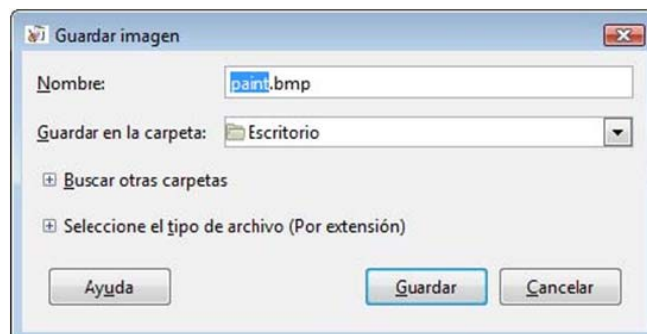 Guardar imagen
Nombre: paint.bmp
Guardar en la carpeta: Escritorio
Buscar otras carpetas
Seleccione el tipo de archivo (Por extensión)
Ayuda Guardar Cancelar